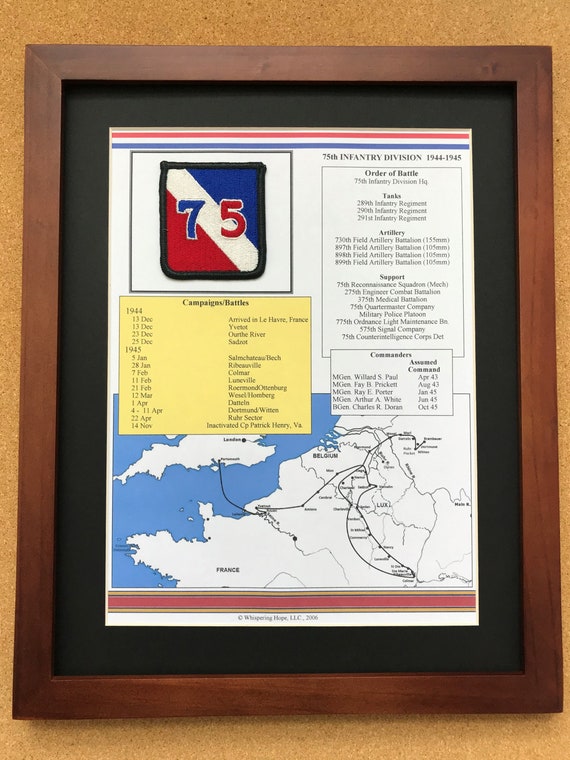 75
75th INFANTRY DIVISION 1944-1945
Order of Battle
75th Infantry Division Hq.
Tanks
289th Infantry Regiment
290th Infantry Regiment
291st Infantry Regiment
Artillery
730th Field Artillery Battalion (155mm)
897th Field Artillery Battalion (105mm)
898th Field Artillery Battalion (105mm)
899th Field Artillery Battalion (105mm)
Support
75th Reconnaissance Squadron (Mech)
275th Engineer Combat Battalion
375th Medical Battalion
75th Quartermaster Company
Military Police Platoon
775th Ordnance Light Maintenance Bn.
575th Signal Company
75th Counterintelligence Corps Det
Campaigns/Battles
1944
13 Dec Arrived in Le Havre, France
13 Dec Yvetot
23 Dec Ourthe River
25 Dec Sadzot
1945
5 Jan Salmchateau/Bech
28 Jan Ribeauville
7 Feb Colmar
11 Feb Luneville
21 Feb RoermondOttenburg
12 Mar Wesel/Homberg
1 Apr Datteln
4 - 11 Apr Dortmund/Witten
22 Apr Ruhr Sector
14 Nov Inactivated Cp Patrick Henry, Va.
Commanders
Assumed
Command
MGen. Willard S. Paul Apr 43
MGen. Fay B. Prickett Aug 43
MGen. Ray E. Porter Jan 45
MGen. Arthur A. White Jun 45
BGen. Charles R. Doran Oct 45
London
Portsmouth
BELGIUM
LUX
Main R.
FRANCE
Colmar
© Whispering Hope, LLC., 2006